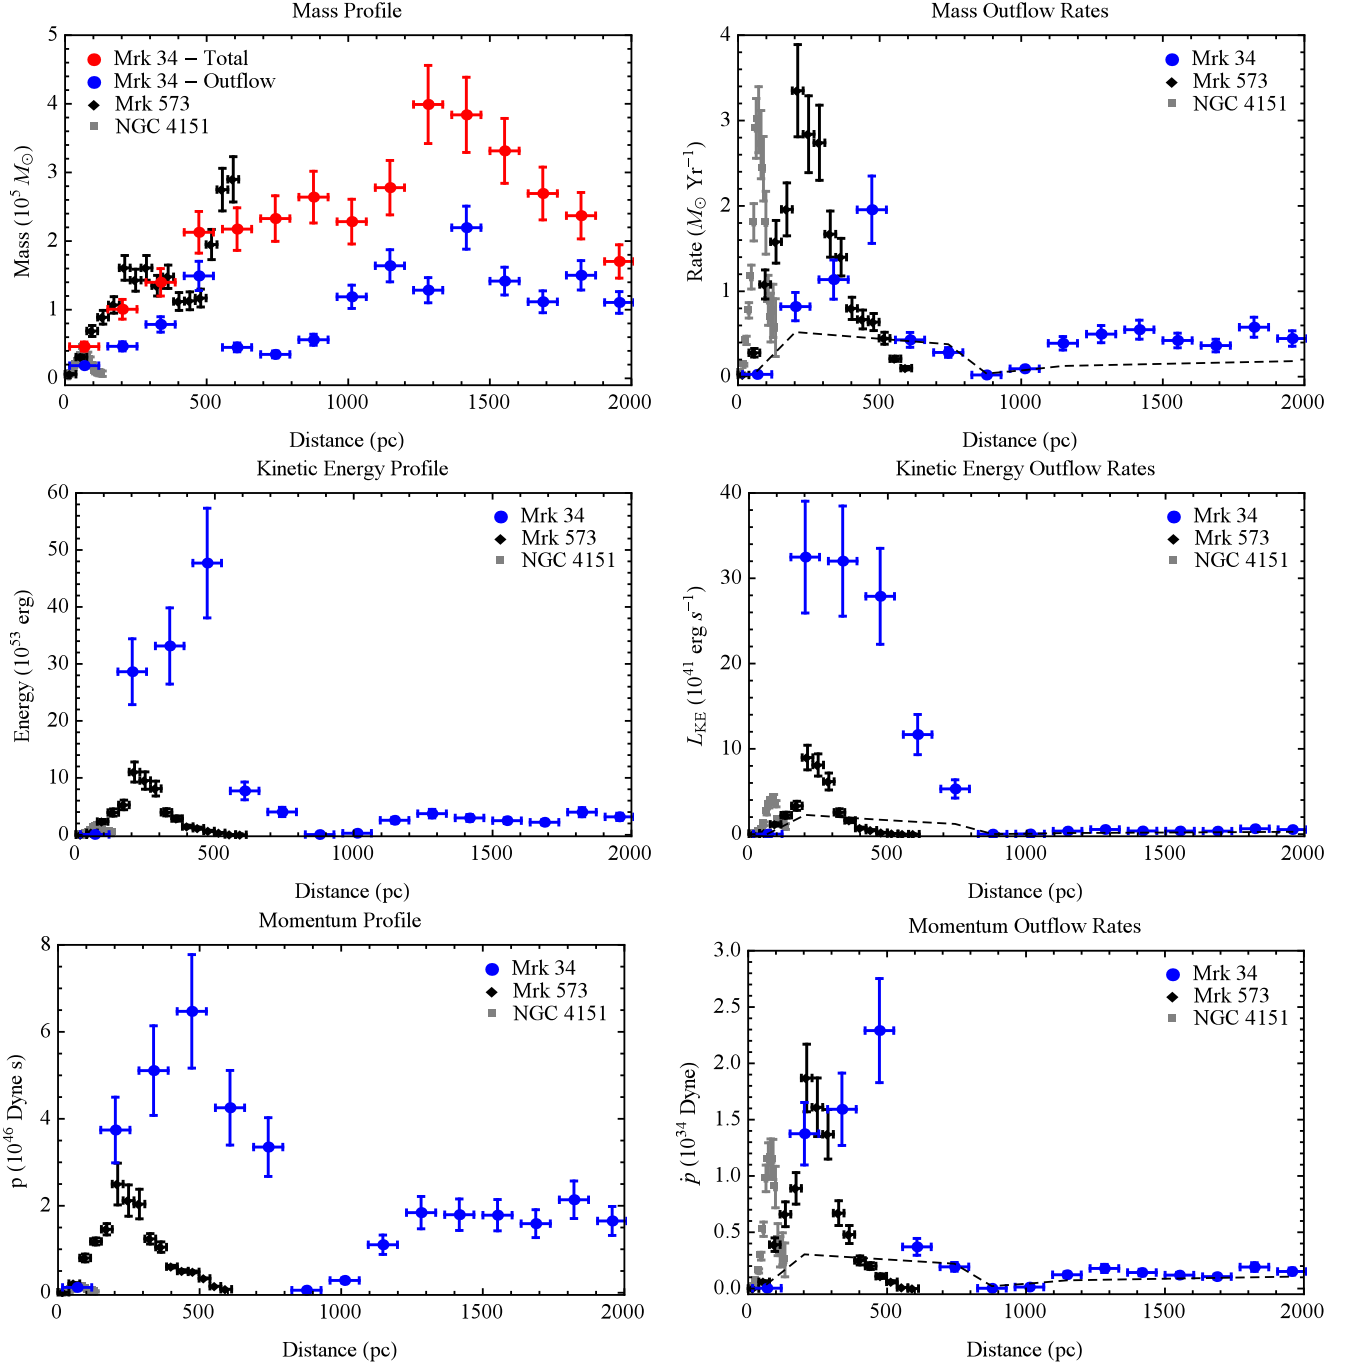 Mass Profile
Mass (10^5 M⊙)
5
4
3
2
1
0
Mrk 34 − Total
Mrk 34 − Outflow
Mrk 573
NGC 4151
0 500 1000 1500 2000
Distance (pc)
Mass Outflow Rates
Rate (M⊙ Yr^−1)
4
3
2
1
0
Mrk 34
Mrk 573
NGC 4151
0 500 1000 1500 2000
Distance (pc)
Kinetic Energy Profile
Energy (10^53 erg)
60
50
40
30
20
10
0
Mrk 34
Mrk 573
NGC 4151
0 500 1000 1500 2000
Distance (pc)
Kinetic Energy Outflow Rates
L_KE (10^41 erg s^−1)
40
30
20
10
0
Mrk 34
Mrk 573
NGC 4151
0 500 1000 1500 2000
Distance (pc)
Momentum Profile
p (10^46 Dyne s)
8
6
4
2
0
Mrk 34
Mrk 573
NGC 4151
0 500 1000 1500 2000
Distance (pc)
Momentum Outflow Rates
ṗ (10^34 Dyne)
3.0
2.5
2.0
1.5
1.0
0.5
0.0
Mrk 34
Mrk 573
NGC 4151
0 500 1000 1500 2000
Distance (pc)